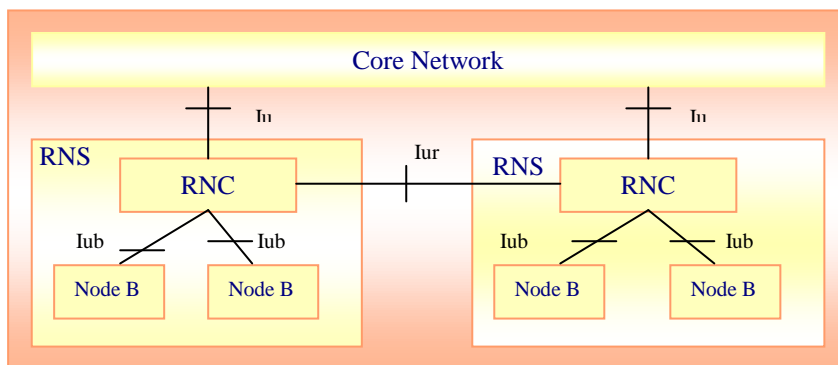 Core Network
Iu
Iu
RNS
Iur
RNS
RNC
RNC
Iub
Iub
Iub
Iub
Node B
Node B
Node B
Node B